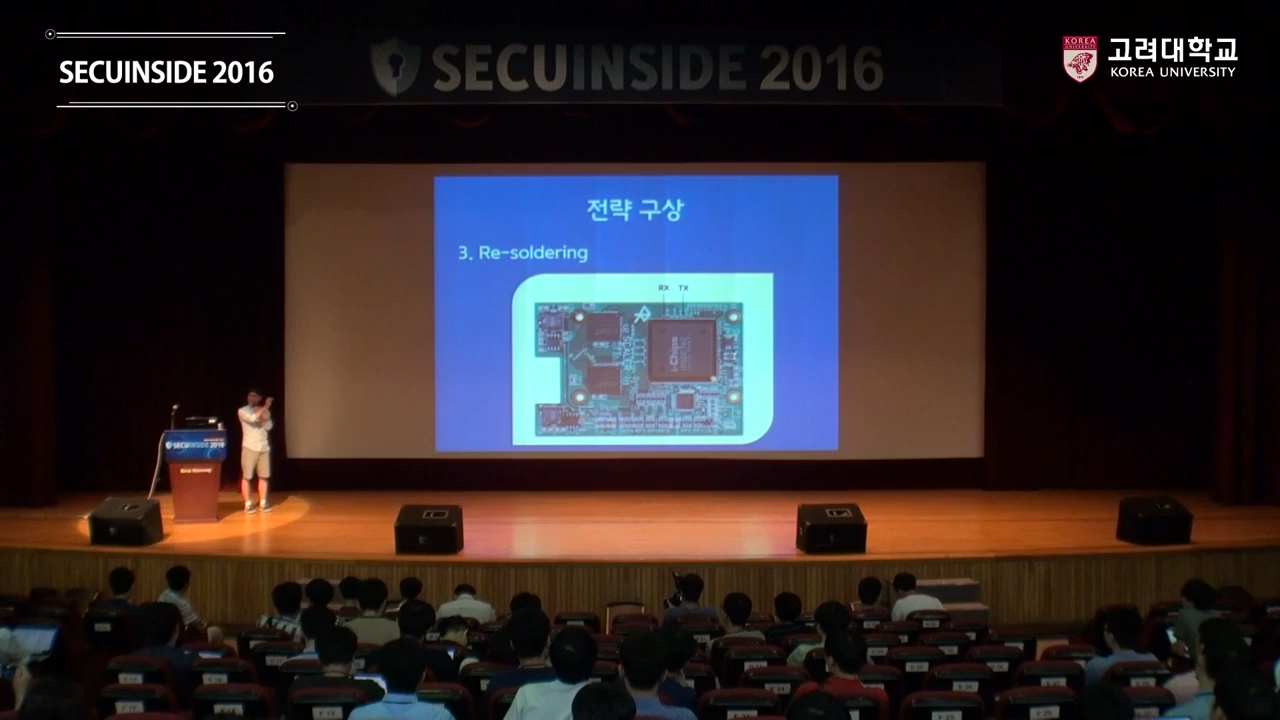 SECUINSIDE 2016
SECUINSIDE 2016
KOREA
UNIVERSITY
고려대학교
KOREA UNIVERSITY
전략 구상
3. Re-soldering
RX TX
i-Chips
SECUINSIDE 2016